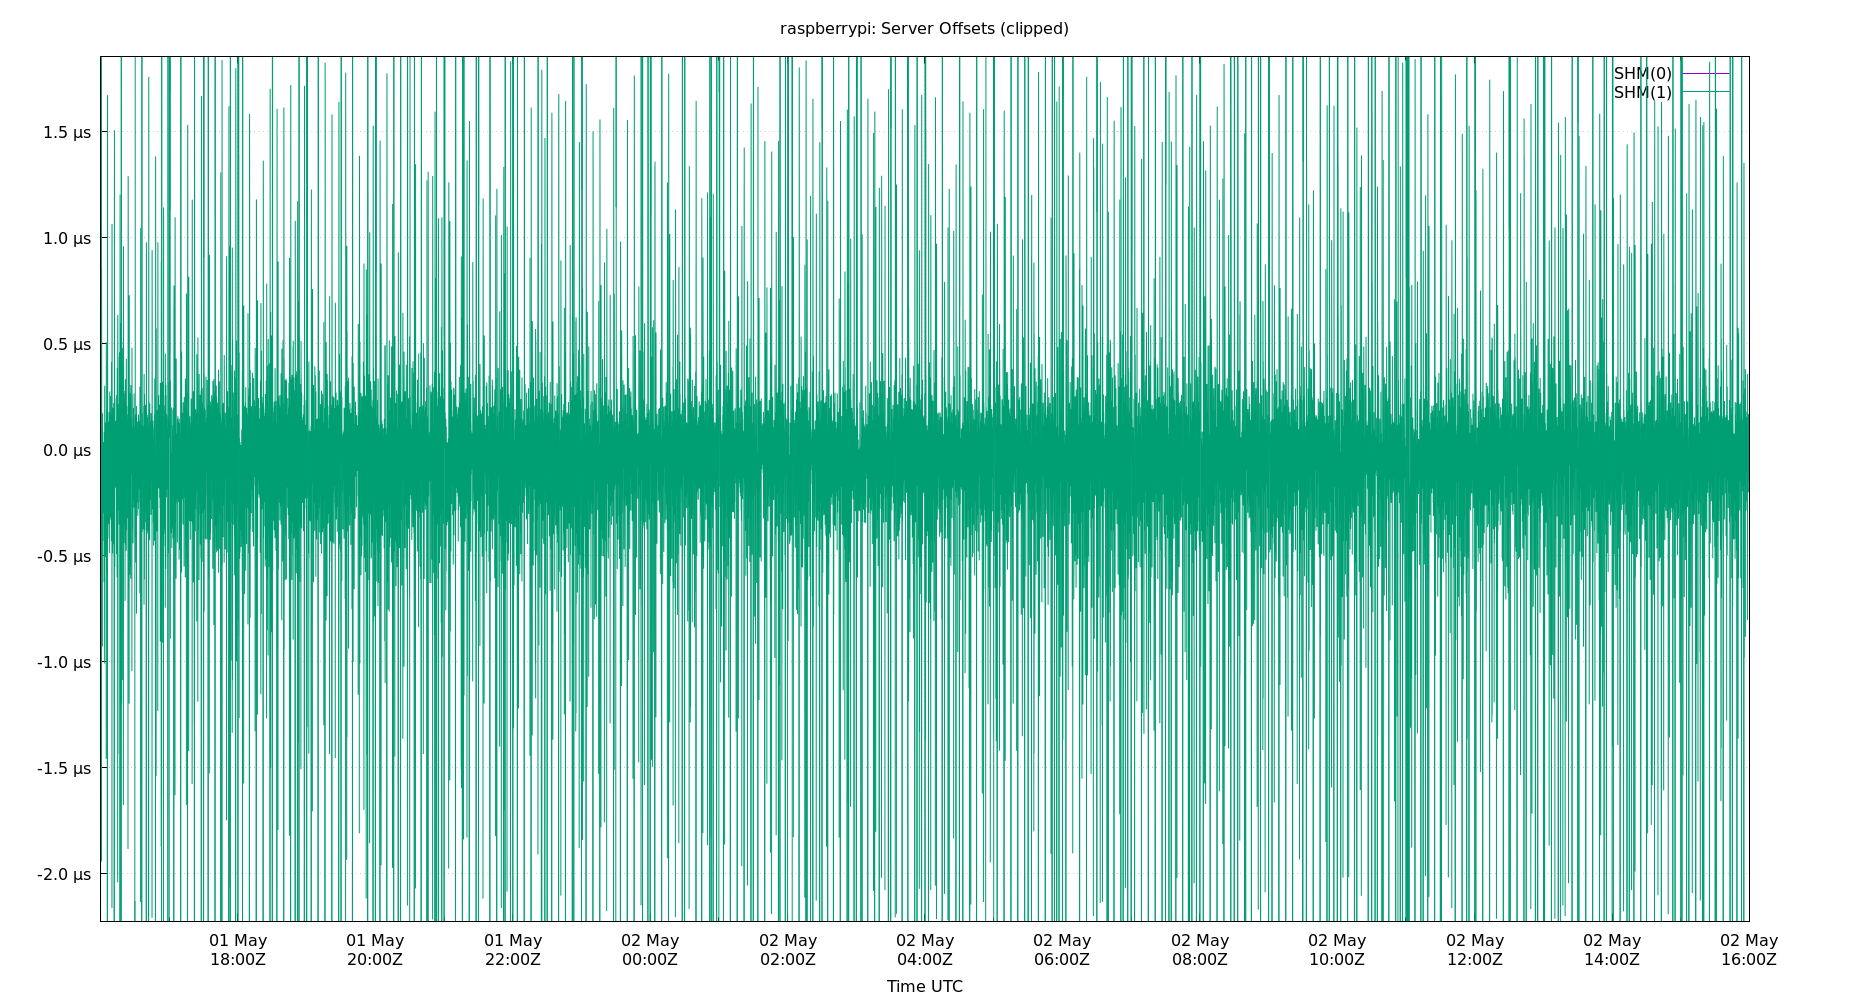 raspberrypi: Server Offsets (clipped)
SHM(0)
SHM(1)
1.5 µs
1.0 µs
0.5 µs
0.0 µs
-0.5 µs
-1.0 µs
-1.5 µs
-2.0 µs
01 May 01 May 01 May 02 May 02 May 02 May 02 May 02 May 02 May 02 May 02 May 02 May
18:00Z 20:00Z 22:00Z 00:00Z 02:00Z 04:00Z 06:00Z 08:00Z 10:00Z 12:00Z 14:00Z 16:00Z
Time UTC